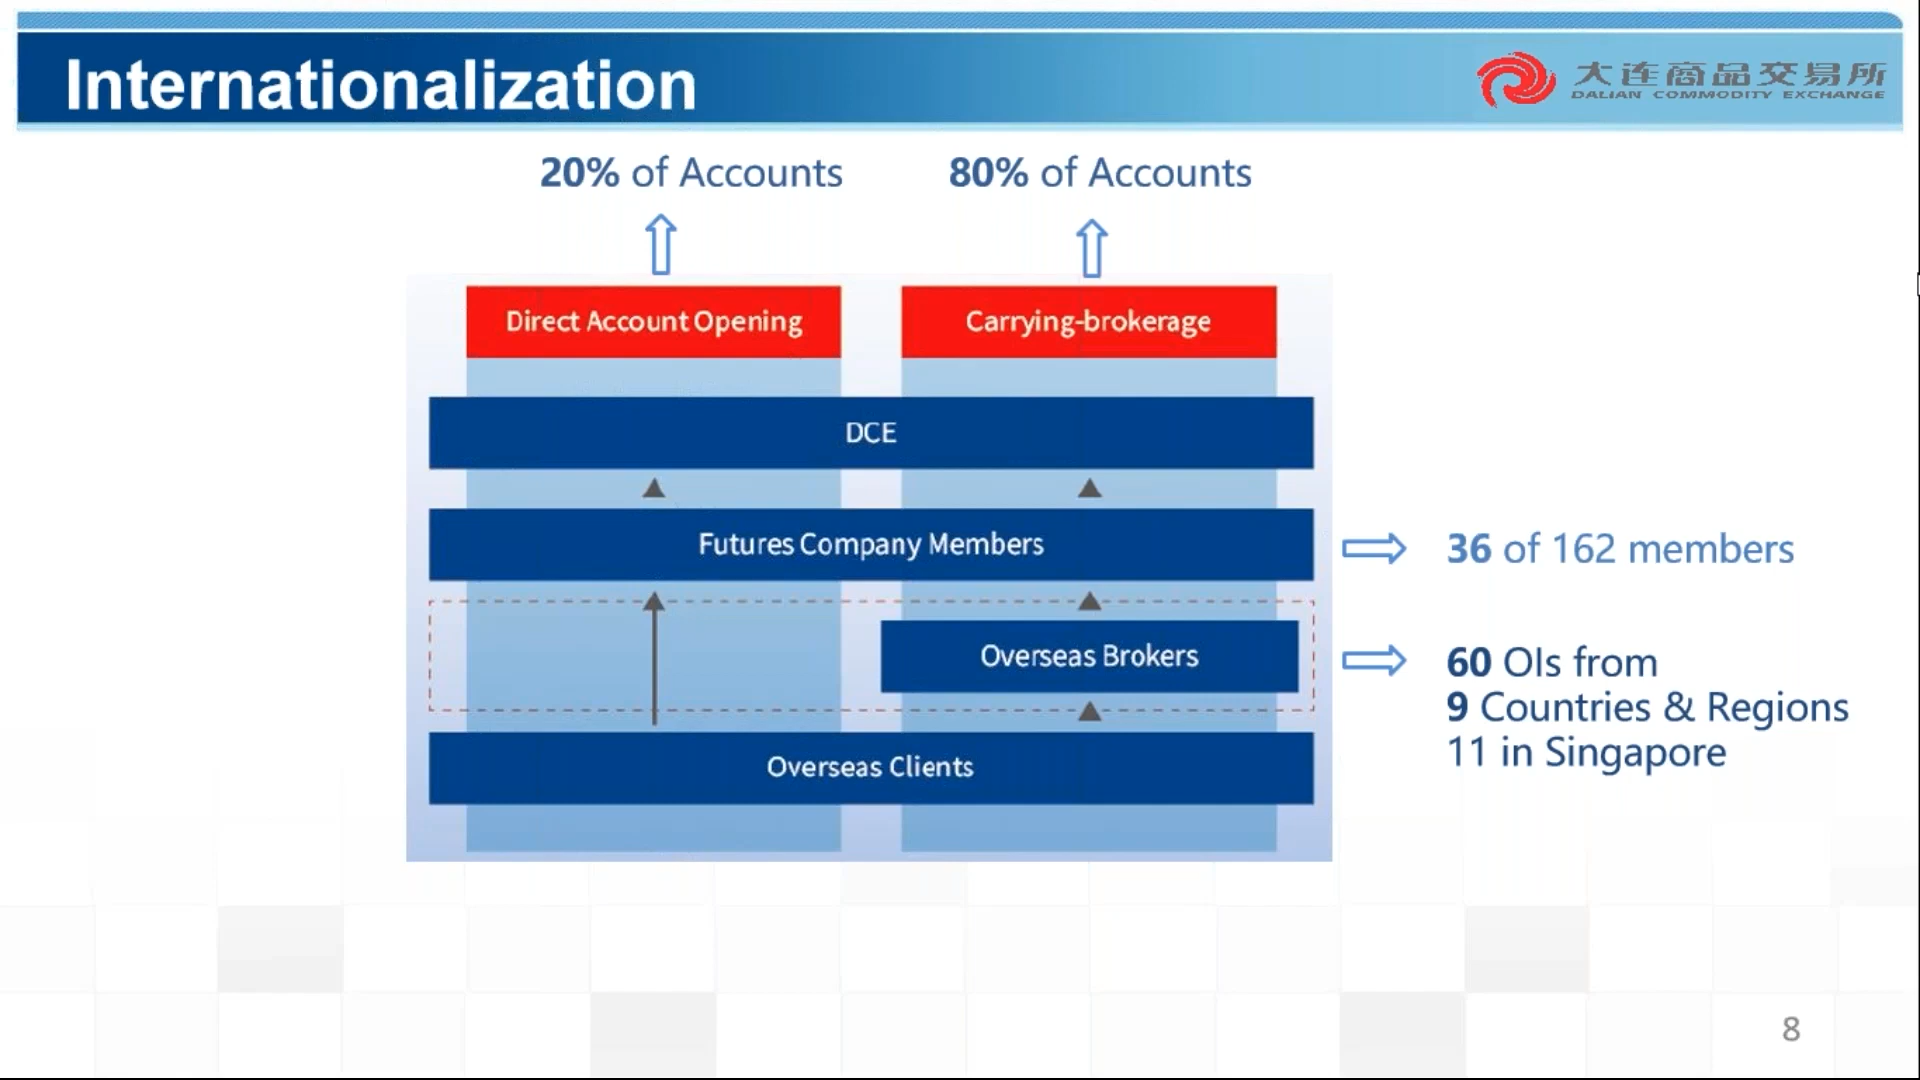 Internationalization
大连商品交易所
DALIAN COMMODITY EXCHANGE
20% of Accounts
80% of Accounts
Direct Account Opening
Carrying-brokerage
DCE
Futures Company Members
36 of 162 members
Overseas Brokers
60 OIs from
9 Countries & Regions
11 in Singapore
Overseas Clients
8